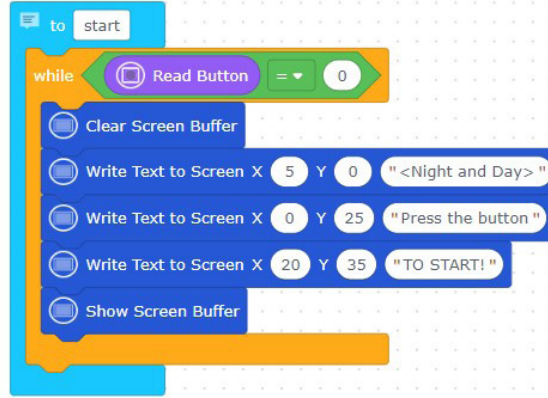 to start
while Read Button = 0
Clear Screen Buffer
Write Text to Screen X 5 Y 0 "<Night and Day>"
Write Text to Screen X 0 Y 25 "Press the button"
Write Text to Screen X 20 Y 35 "TO START!"
Show Screen Buffer